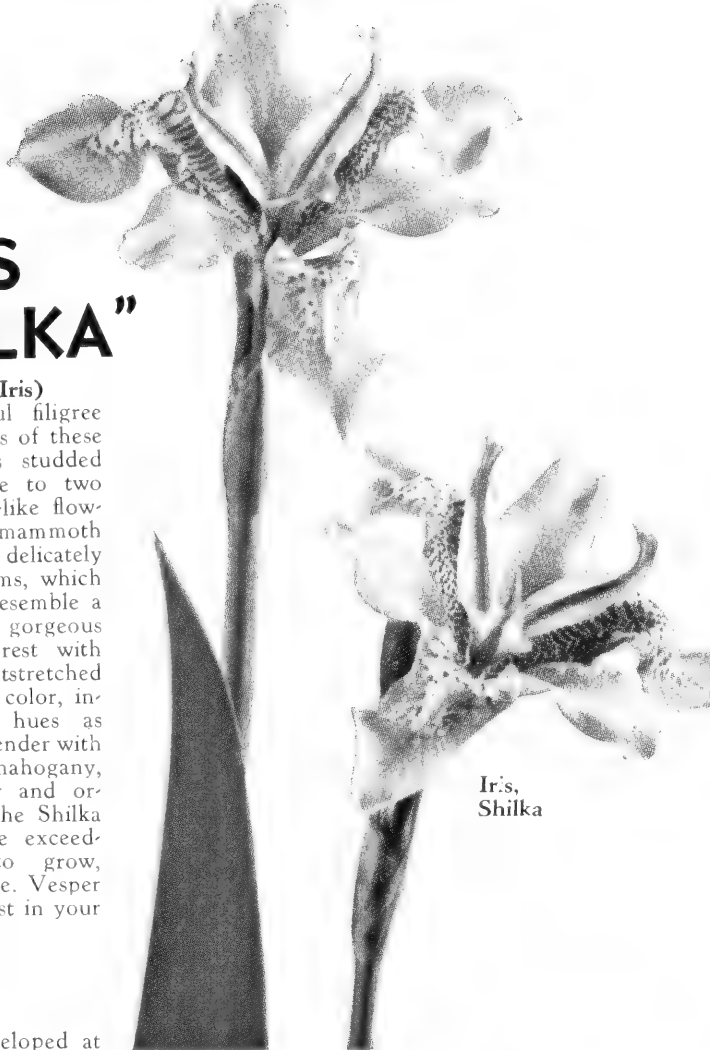 S
LKA”
Iris)
ul filigree
s of these
s studded
e to two
-like flow-
mammoth
delicately
ms, which
esemble a
gorgeous
rest with
tstretched
color, in-
hues as
ender with
nahogany,
and or-
he Shilka
e exceed-
to grow,
e. Vesper
st in your
eloped at
Iris,
Shilka